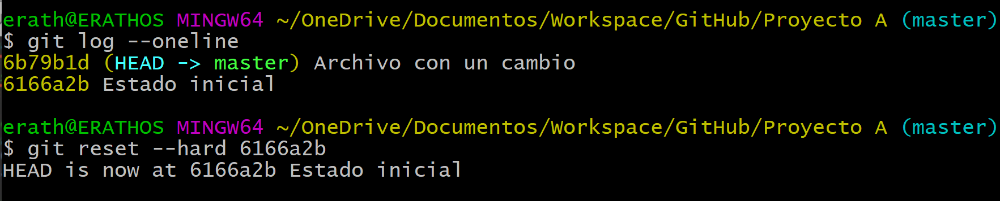 erath@ERATHOS MINGW64 ~/OneDrive/Documentos/Workspace/GitHub/Proyecto A (master)
$ git log --oneline
6b79b1d (HEAD -> master) Archivo con un cambio
6166a2b Estado inicial
erath@ERATHOS MINGW64 ~/OneDrive/Documentos/Workspace/GitHub/Proyecto A (master)
$ git reset --hard 6166a2b
HEAD is now at 6166a2b Estado inicial